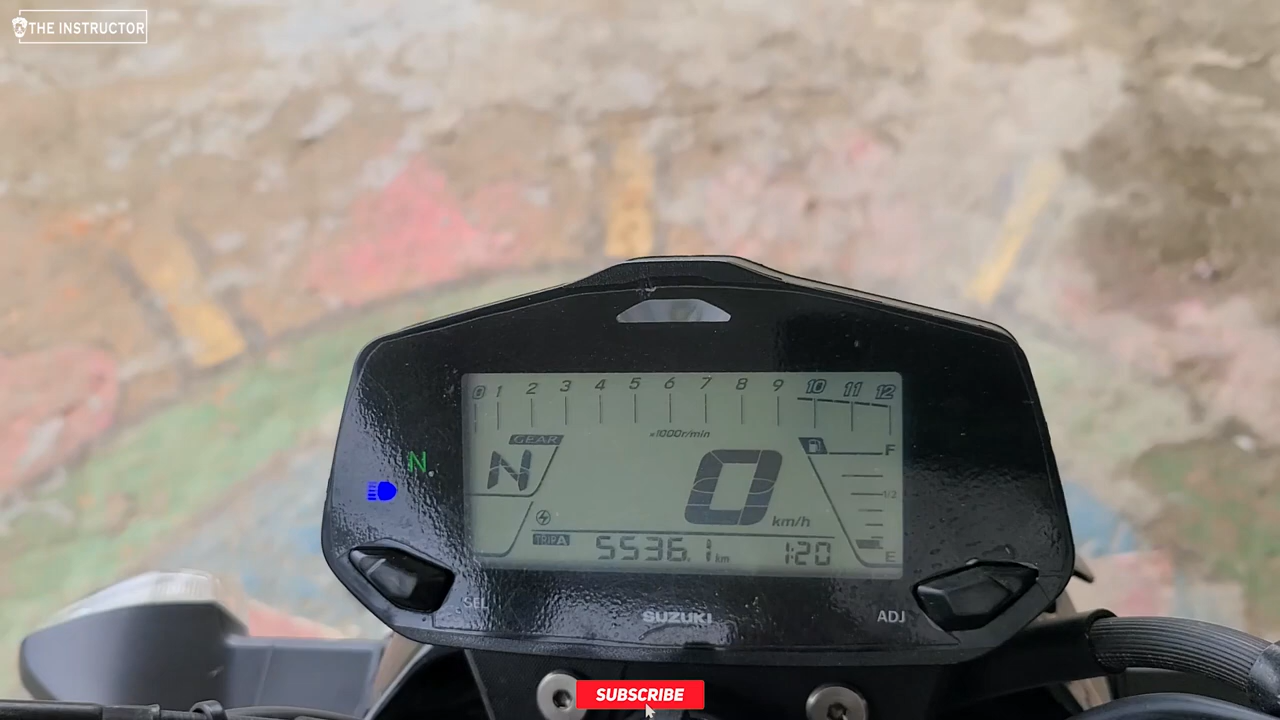 THE INSTRUCTOR
0 1 2 3 4 5 6 7 8 9 10 11 12
×1000r/min
GEAR
N
N
F
1/2
0 km/h
TRIP A 5536.1 km 1:20
E
SEL
SUZUKI
ADJ
SUBSCRIBE